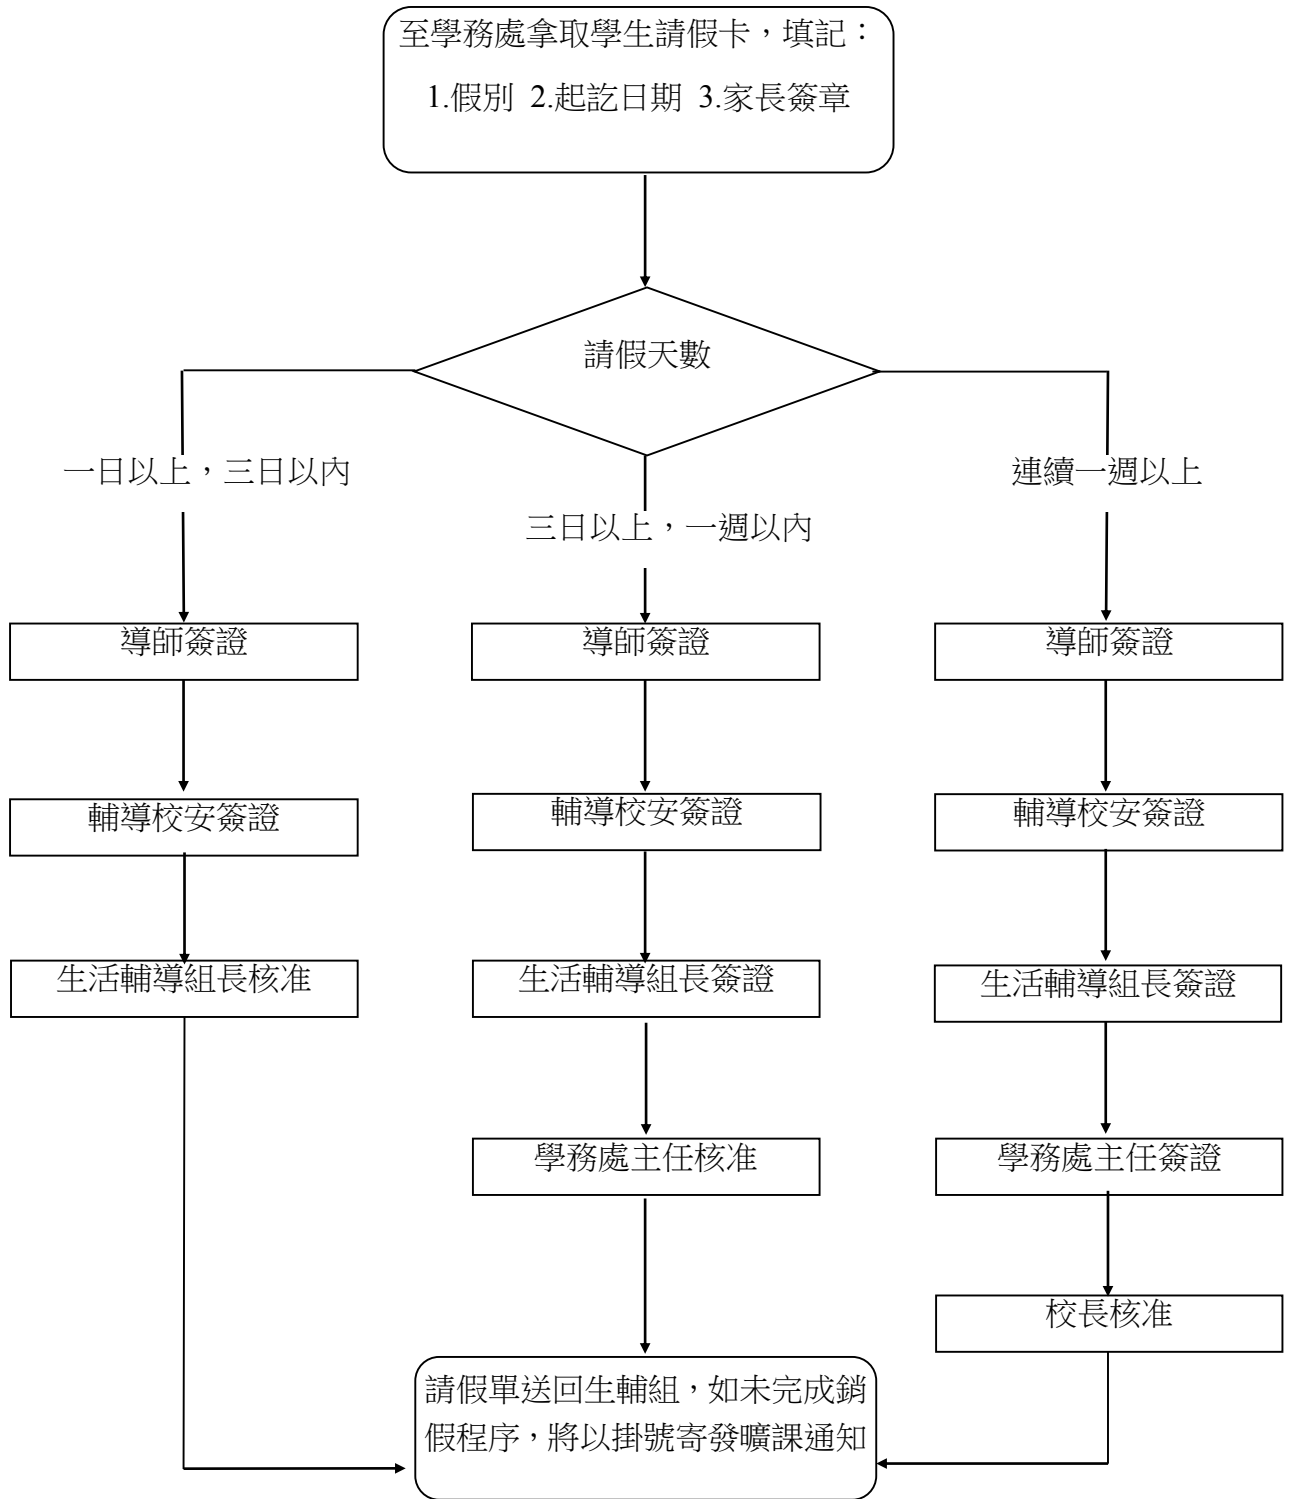 至學務處拿取學生請假卡，填記：
1.假別 2.起訖日期 3.家長簽章
請假天數
一日以上，三日以內
三日以上，一週以內
連續一週以上
導師簽證
導師簽證
導師簽證
輔導校安簽證
輔導校安簽證
輔導校安簽證
生活輔導組長核准
生活輔導組長簽證
生活輔導組長簽證
學務處主任核准
學務處主任簽證
校長核准
請假單送回生輔組，如未完成銷
假程序，將以掛號寄發曠課通知